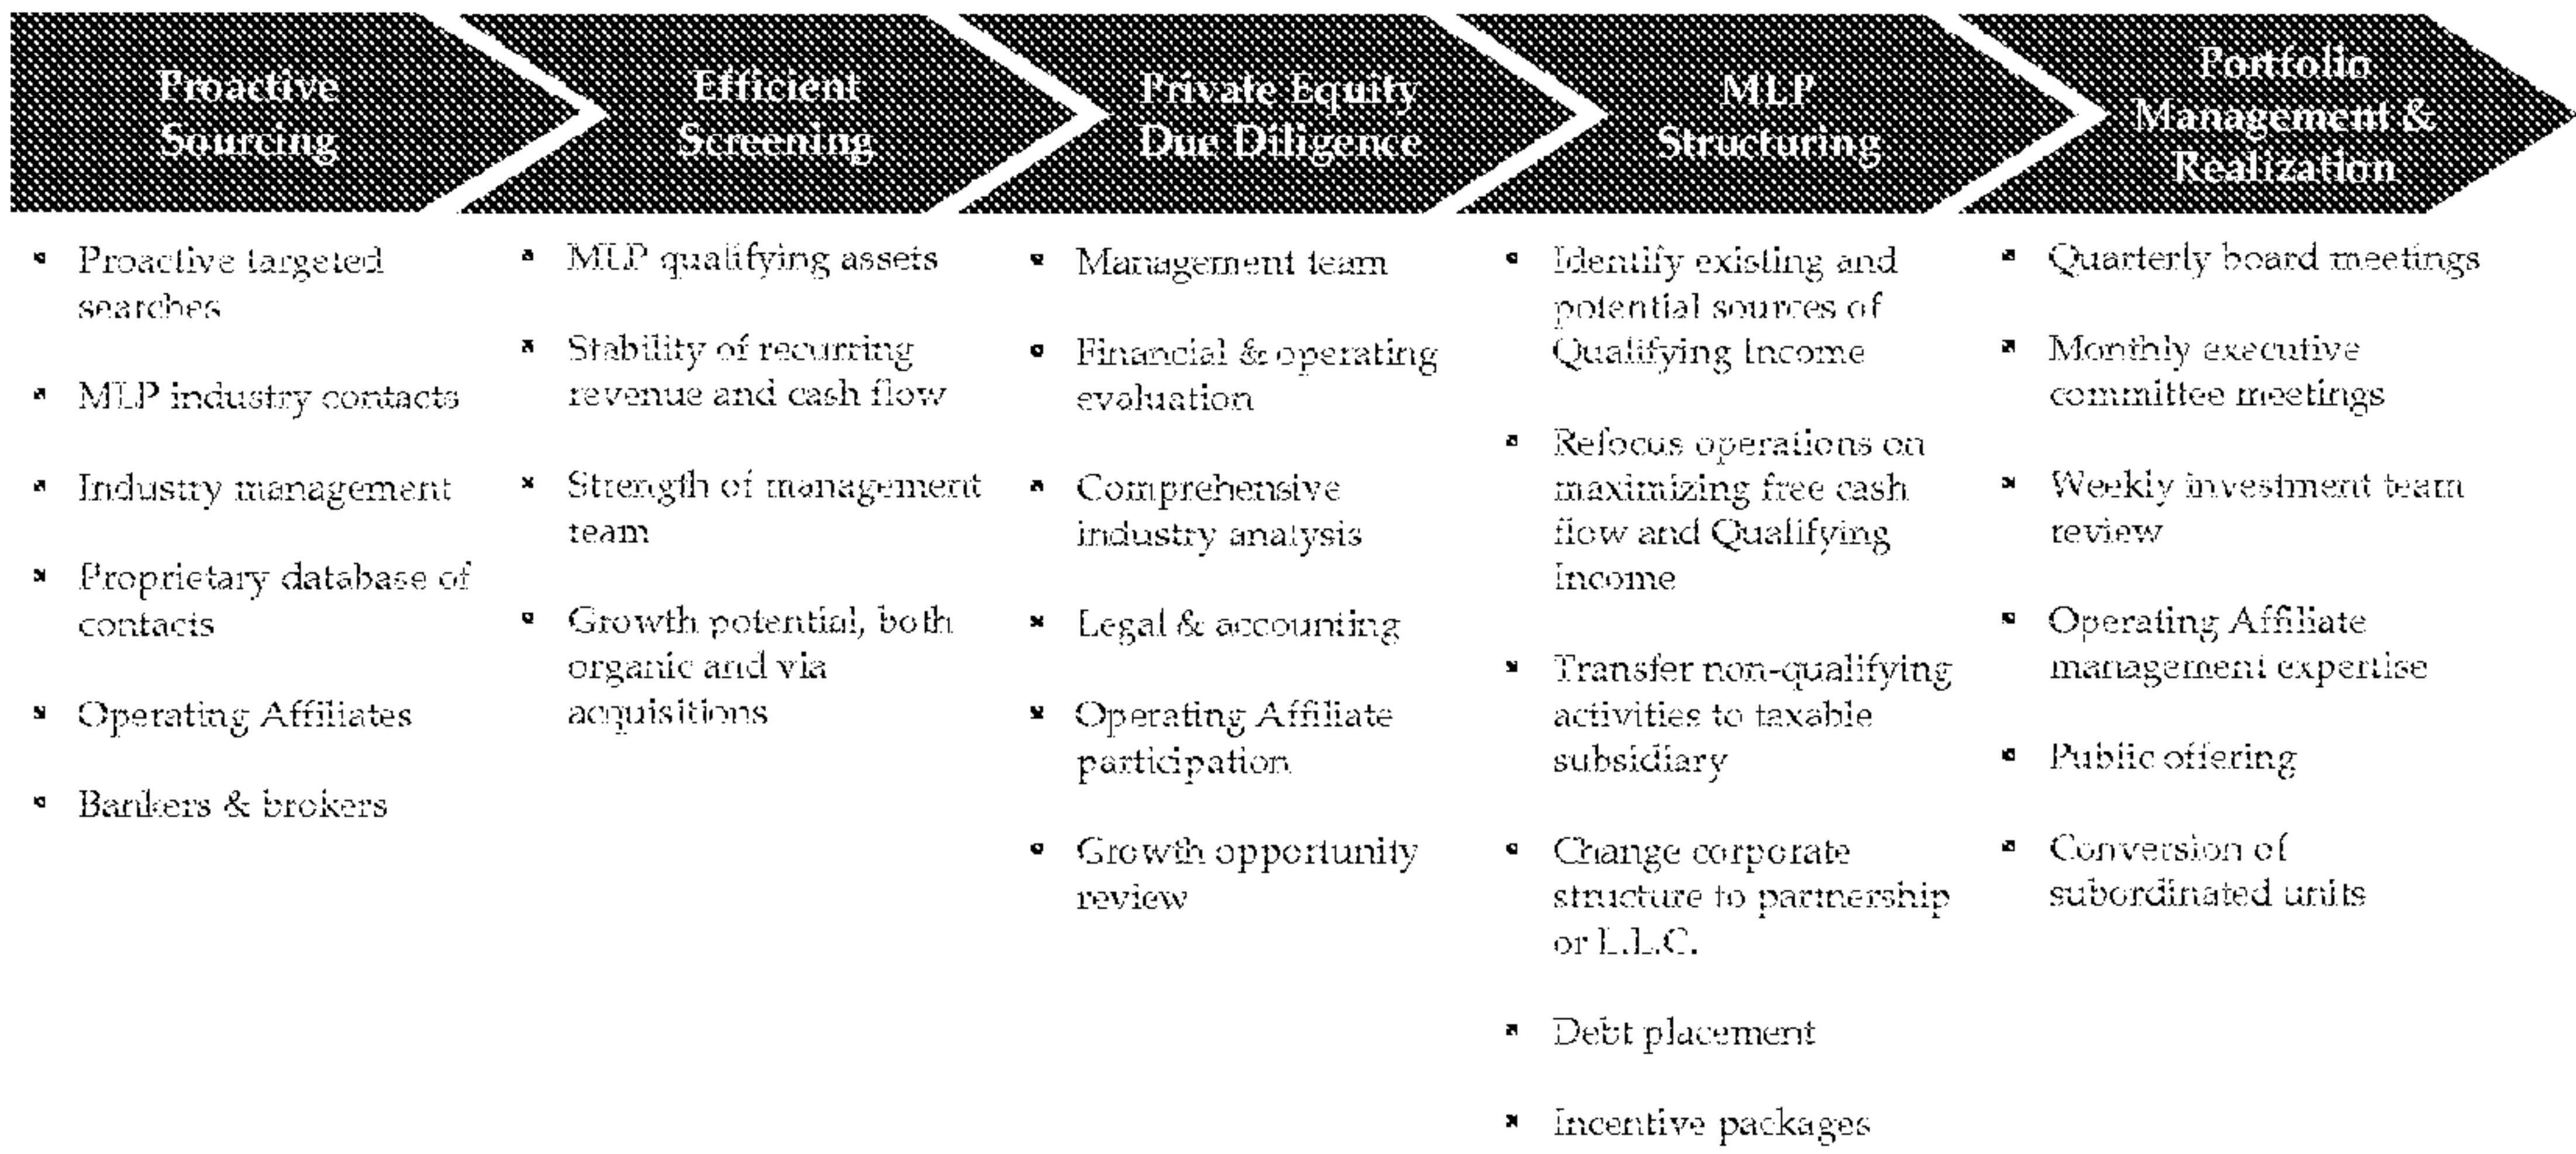 Proactive
Sourcing
Efficient
Screening
Private Equity
Due Diligence
MLP
Structuring
Portfolio
Management &
Realization
Proactive targeted
searches
MLP industry contacts
Industry management
Proprietary database of
contacts
Operating Affiliates
Bankers & brokers
MLP qualifying assets
Stability of recurring
revenue and cash flow
Strength of management
team
Growth potential, both
organic and via
acquisitions
Management team
Financial & operating
evaluation
Comprehensive
industry analysis
Legal & accounting
Operating Affiliate
participation
Growth opportunity
review
Identify existing and
potential sources of
Qualifying Income
Refocus operations on
maximizing free cash
flow and Qualifying
Income
Transfer non-qualifying
activities to taxable
subsidiary
Change corporate
structure to partnership
or L.L.C.
Debt placement
Incentive packages
Quarterly board meetings
Monthly executive
committee meetings
Weekly investment team
review
Operating Affiliate
management expertise
Public offering
Conversion of
subordinated units